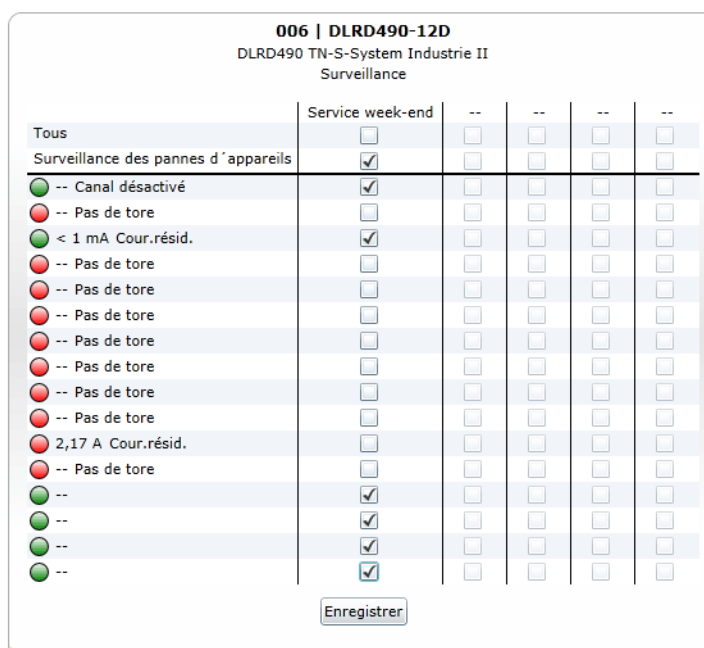 006 | DLRD490-12D
DLRD490 TN-S-System Industrie II
Surveillance
Service week-end -- -- -- --
Tous
Surveillance des pannes d´appareils
-- Canal désactivé
-- Pas de tore
< 1 mA Cour.résid.
-- Pas de tore
-- Pas de tore
-- Pas de tore
-- Pas de tore
-- Pas de tore
-- Pas de tore
-- Pas de tore
2,17 A Cour.résid.
-- Pas de tore
--
--
--
--
Enregistrer